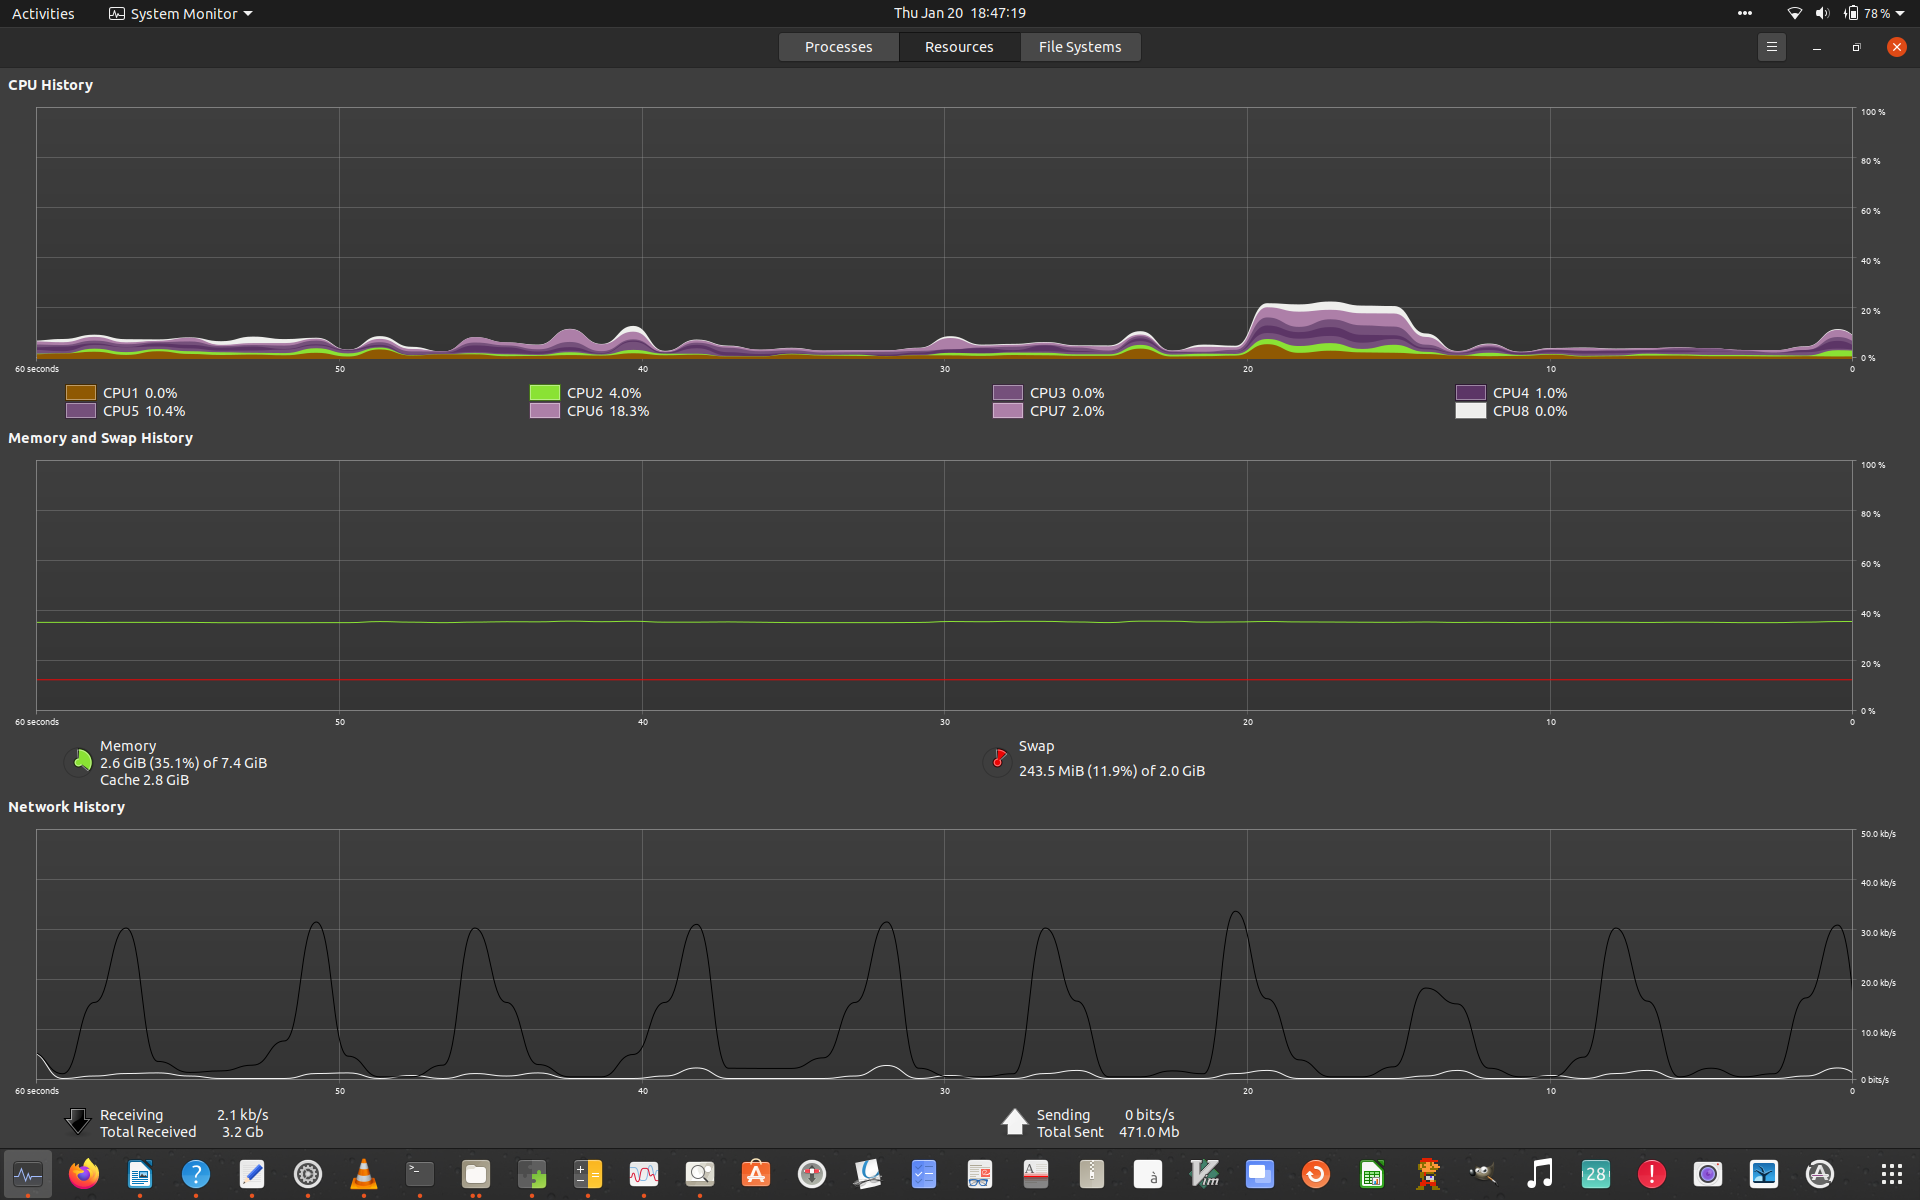 Activities System Monitor Thu Jan 20 18:47:19 78 %
Processes Resources File Systems
CPU History
100 %
80 %
60 %
40 %
20 %
0 %
60 seconds 50 40 30 20 10 0
CPU1 0.0% CPU2 4.0% CPU3 0.0% CPU4 1.0%
CPU5 10.4% CPU6 18.3% CPU7 2.0% CPU8 0.0%
Memory and Swap History
100 %
80 %
60 %
40 %
20 %
0 %
60 seconds 50 40 30 20 10 0
Memory
2.6 GiB (35.1%) of 7.4 GiB
Cache 2.8 GiB
Swap
243.5 MiB (11.9%) of 2.0 GiB
Network History
50.0 kb/s
40.0 kb/s
30.0 kb/s
20.0 kb/s
10.0 kb/s
0 bits/s
60 seconds 50 40 30 20 10 0
Receiving 2.1 kb/s
Total Received 3.2 Gb
Sending 0 bits/s
Total Sent 471.0 Mb
? >_ A à Vim 28 !